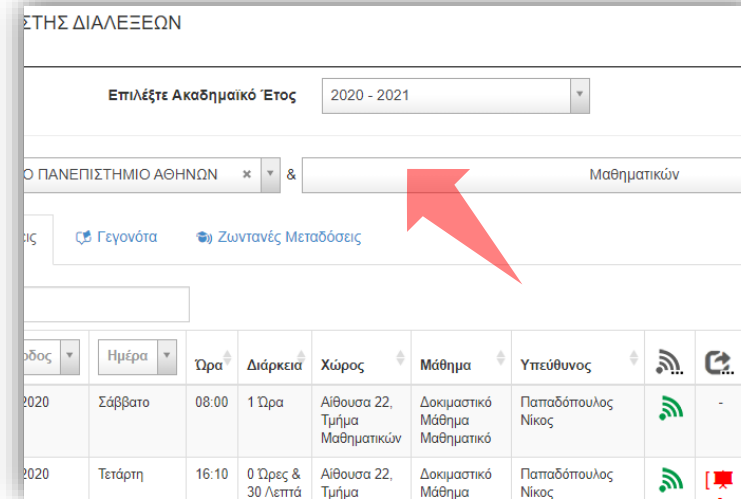 ΣΤΗΣ ΔΙΑΛΕΞΕΩΝ
Επιλέξτε Ακαδημαϊκό Έτος 2020 - 2021
Ο ΠΑΝΕΠΙΣΤΗΜΙΟ ΑΘΗΝΩΝ × & Μαθηματικών
εις Γεγονότα Ζωντανές Μεταδόσεις
οδος Ημέρα Ώρα Διάρκεια Χώρος Μάθημα Υπεύθυνος
2020 Σάββατο 08:00 1 Ώρα Αίθουσα 22, Δοκιμαστικό Παπαδόπουλος -
Τμήμα Μάθημα Νίκος
Μαθηματικών Μαθηματικό
2020 Τετάρτη 16:10 0 Ώρες & Αίθουσα 22, Δοκιμαστικό Παπαδόπουλος [
30 Λεπτά Τμήμα Μάθημα Νίκος